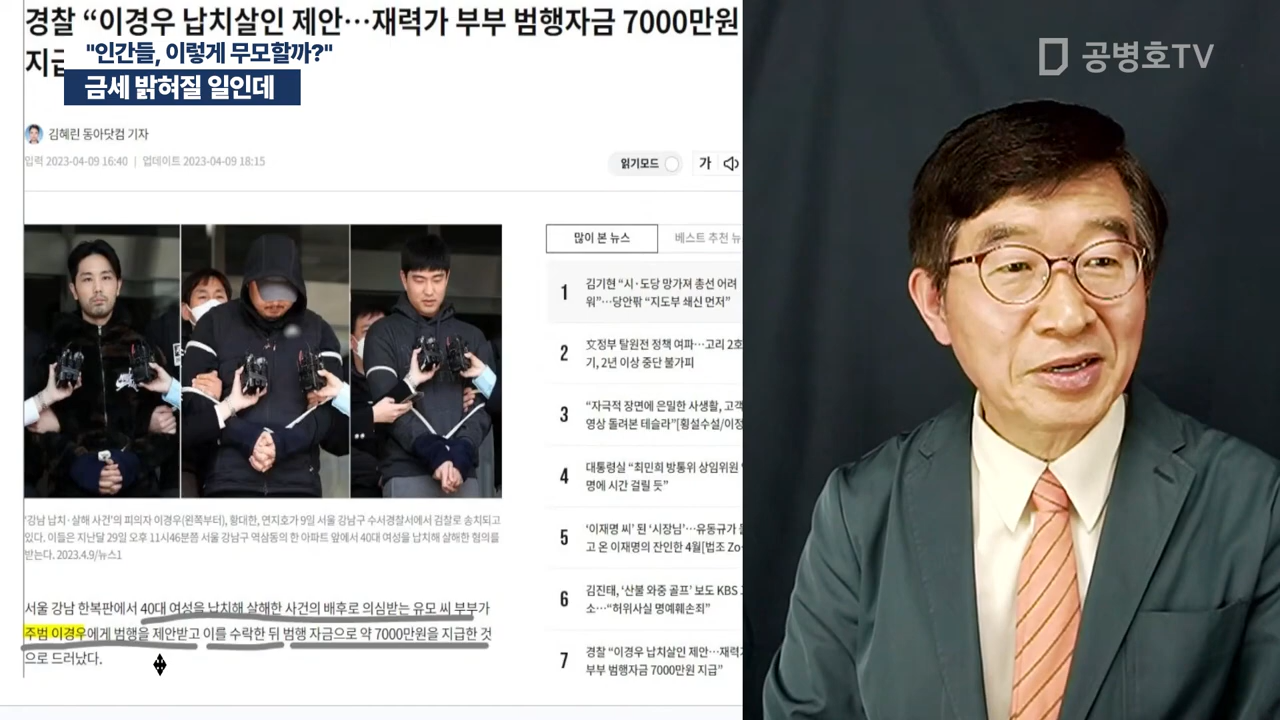 경찰 “이경우 납치살인 제안…재력가 부부 범행자금 7000만원
지급
"인간들, 이렇게 무모할까?"
금세 밝혀질 일인데
공병호TV
김혜린 동아닷컴 기자
입력 2023-04-09 16:40 | 업데이트 2023-04-09 18:15
읽기모드
가
많이 본 뉴스
베스트 추천 뉴
1
김기현 “시·도당 망가져 총선 어려
워”…당안팎 “지도부 쇄신 먼저”
2
文정부 탈원전 정책 여파…고리 2호
기, 2년 이상 중단 불가피
3
“자극적 장면에 은밀한 사생활, 고객
영상 돌려본 테슬라”[횡설수설/이정
4
대통령실 “최민희 방통위 상임위원
명에 시간 걸릴 듯”
5
‘이재명 씨’ 된 ‘시장님’…유동규가
고 온 이재명의 잔인한 4월[법조 Zo
6
김진태, ‘산불 와중 골프’ 보도 KBS
소…“허위사실 명예훼손죄”
7
경찰 “이경우 납치살인 제안…재력
부부 범행자금 7000만원 지급”
‘강남 납치·살해 사건’의 피의자 이경우(왼쪽부터), 황대한, 연지호가 9일 서울 강남구 수서경찰서에서 검찰로 송치되고
있다. 이들은 지난달 29일 오후 11시46분쯤 서울 강남구 역삼동의 한 아파트 앞에서 40대 여성을 납치해 살해한 혐의를
받는다. 2023.4.9/뉴스1
서울 강남 한복판에서 40대 여성을 납치해 살해한 사건의 배후로 의심받는 유모 씨 부부가
주범 이경우에게 범행을 제안받고 이를 수락한 뒤 범행 자금으로 약 7000만원을 지급한 것
으로 드러났다.